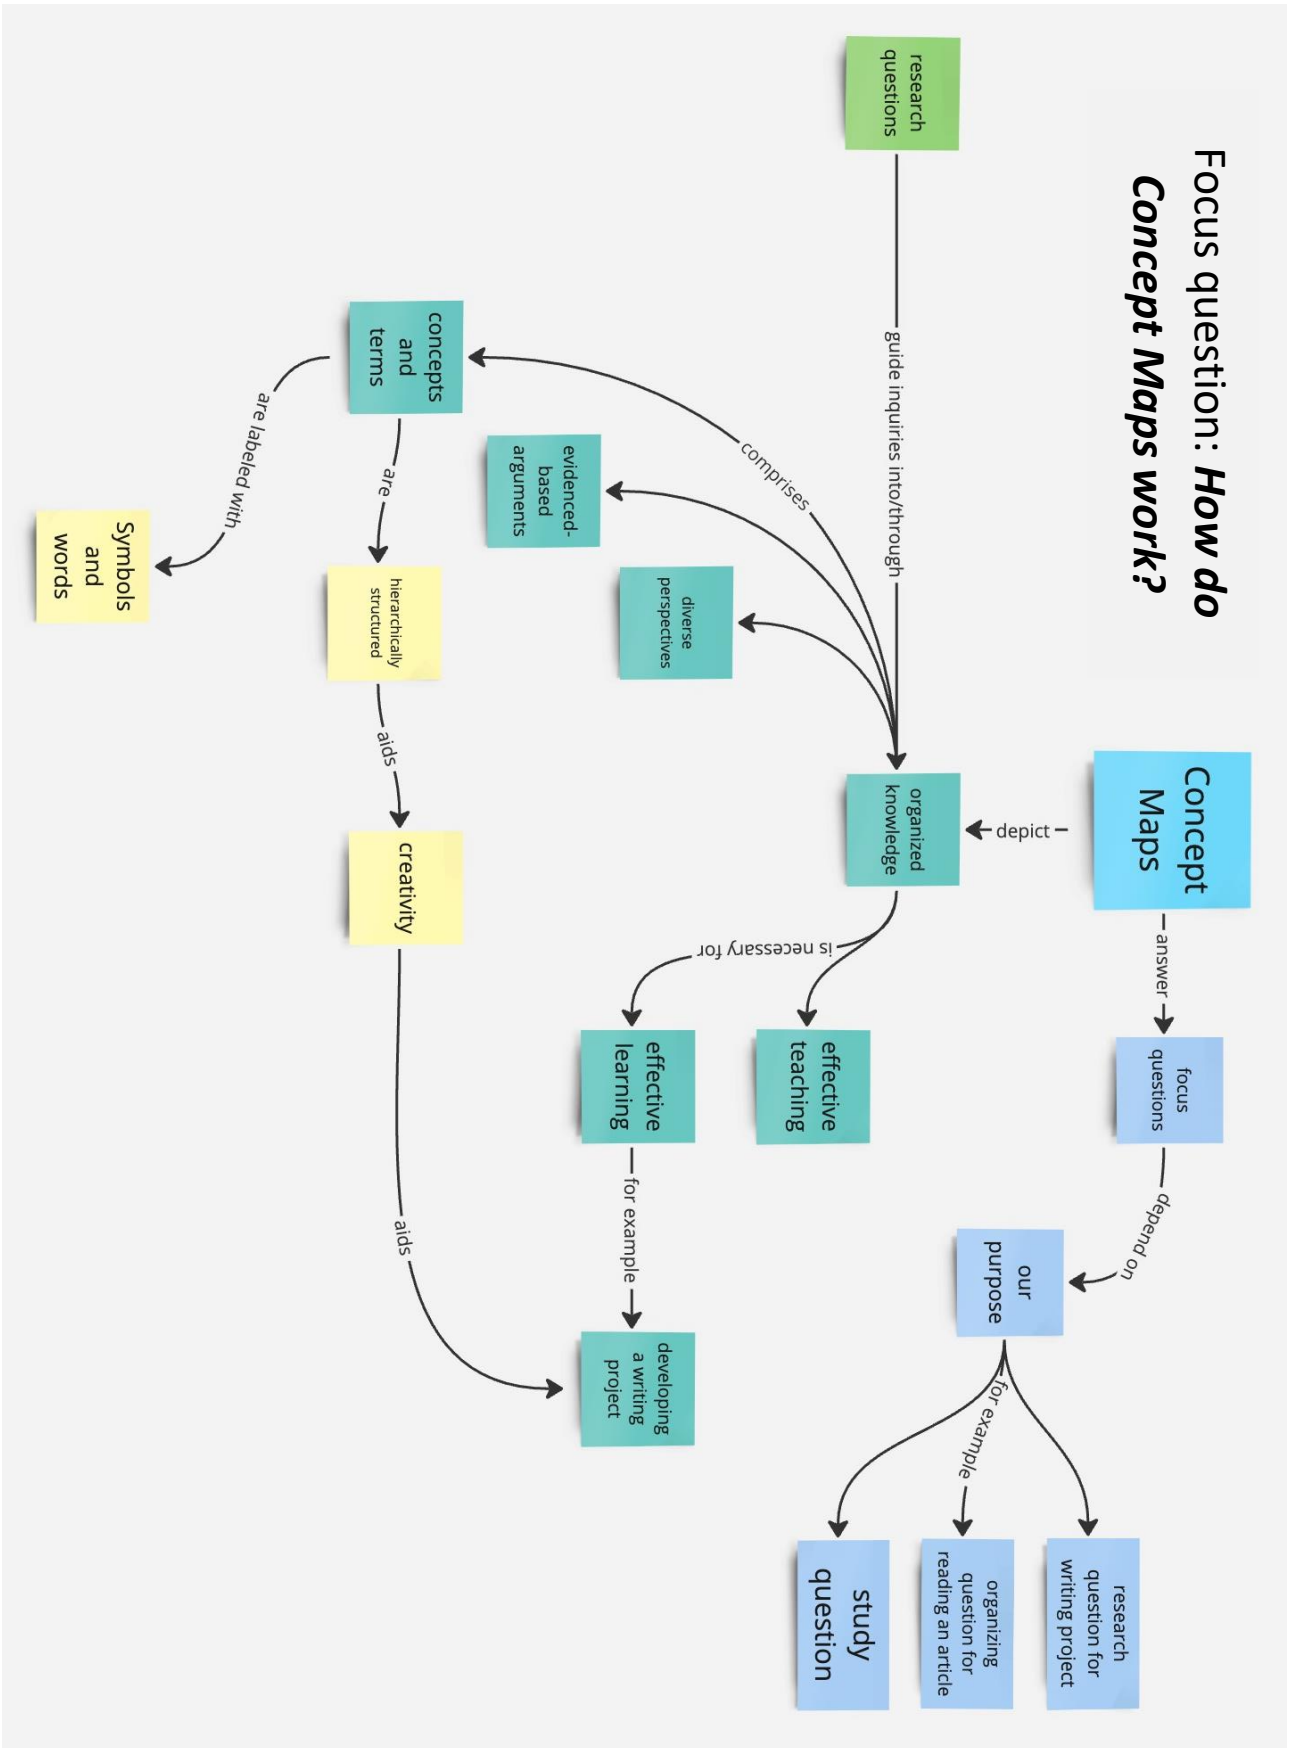 Focus question: How do
Concept Maps work?
Concept
Maps
answer
focus
questions
depend on
our
purpose
for example
research
question for
writing project
organizing
question for
reading an article
study
question
depict
research
questions
guide inquiries into/through
organized
knowledge
comprises
concepts
and
terms
evidenced-
based
arguments
diverse
perspectives
is necessary for
effective
teaching
effective
learning
for example
developing
a writing
project
are labeled with
Symbols
and
words
are
hierarchically
structured
aids
creativity
aids